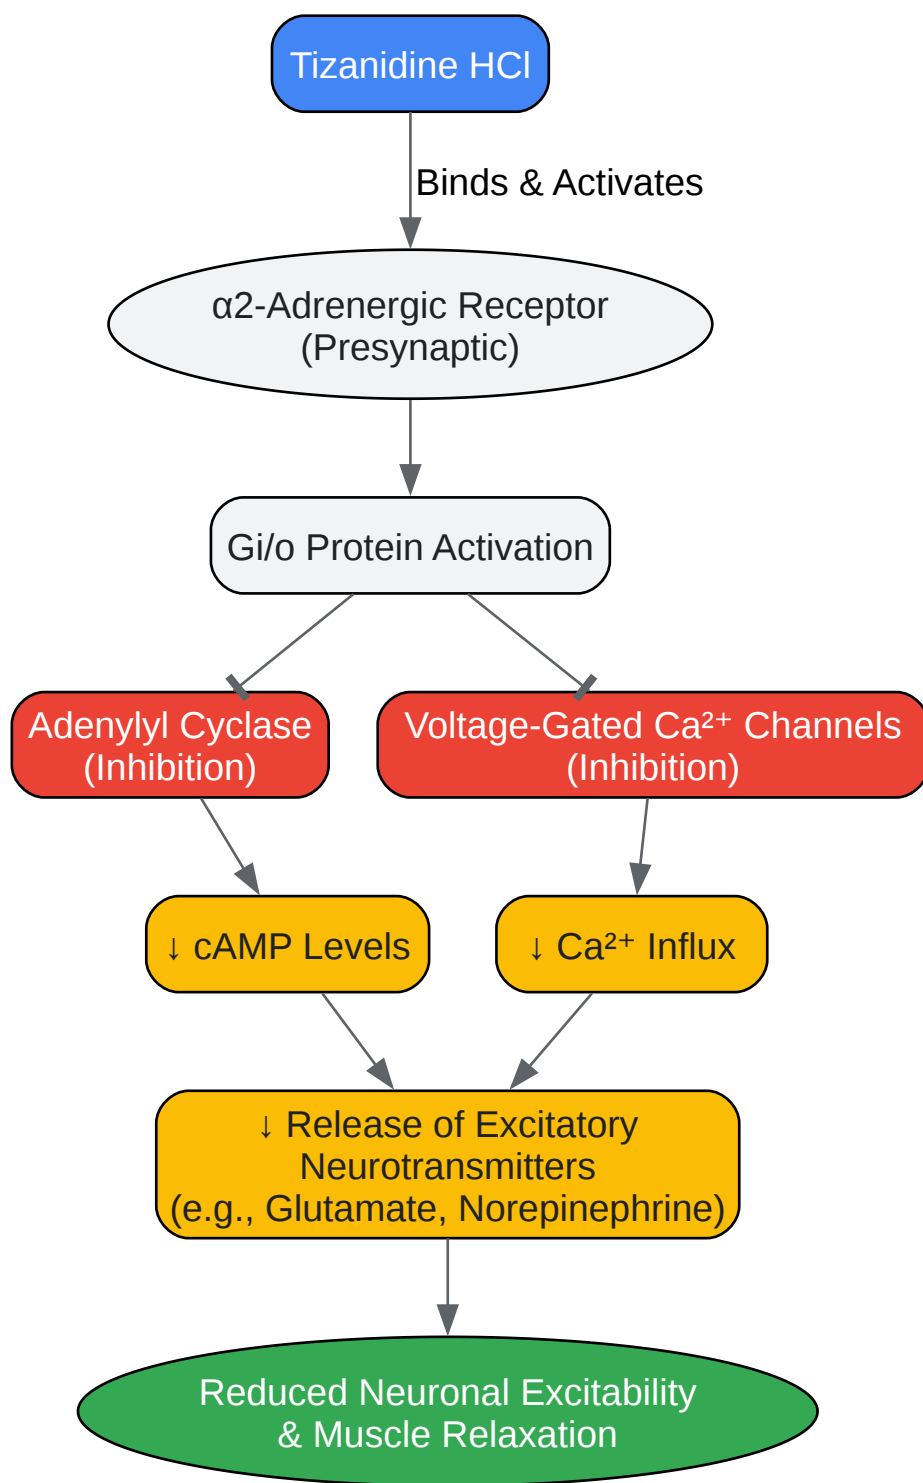 Tizanidine HCl
Binds & Activates
α2-Adrenergic Receptor
(Presynaptic)
Gi/o Protein Activation
Adenylyl Cyclase
(Inhibition)
Voltage-Gated Ca²⁺ Channels
(Inhibition)
↓ cAMP Levels
↓ Ca²⁺ Influx
↓ Release of Excitatory
Neurotransmitters
(e.g., Glutamate, Norepinephrine)
Reduced Neuronal Excitability
& Muscle Relaxation